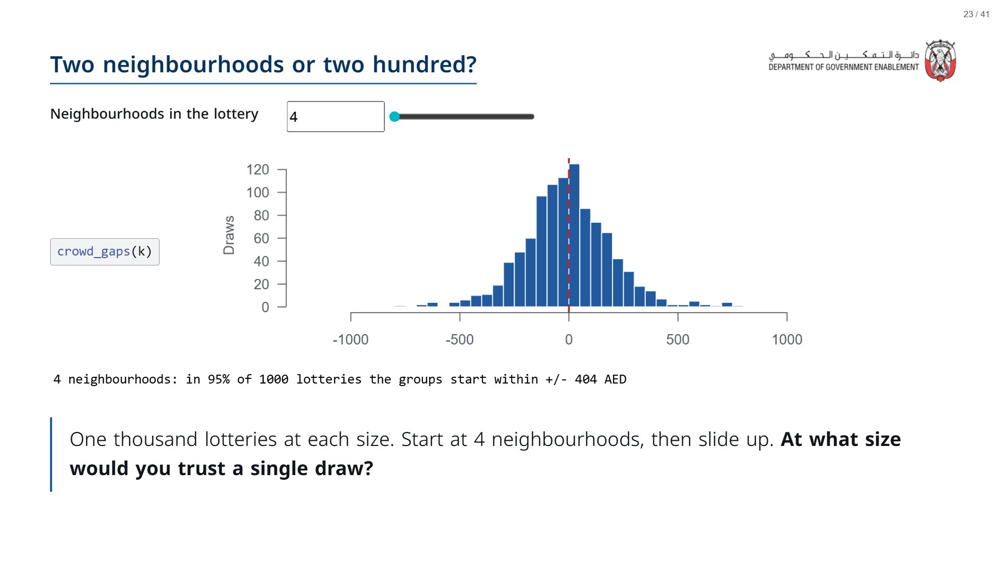 23 / 41
Two neighbourhoods or two hundred?
دائـــرة الـتـمـكـــــيـن الـحـكـــــومـي
DEPARTMENT OF GOVERNMENT ENABLEMENT
Neighbourhoods in the lottery
4
crowd_gaps(k)
Draws
120
100
80
60
40
20
0
-1000 -500 0 500 1000
4 neighbourhoods: in 95% of 1000 lotteries the groups start within +/- 404 AED
One thousand lotteries at each size. Start at 4 neighbourhoods, then slide up. At what size
would you trust a single draw?